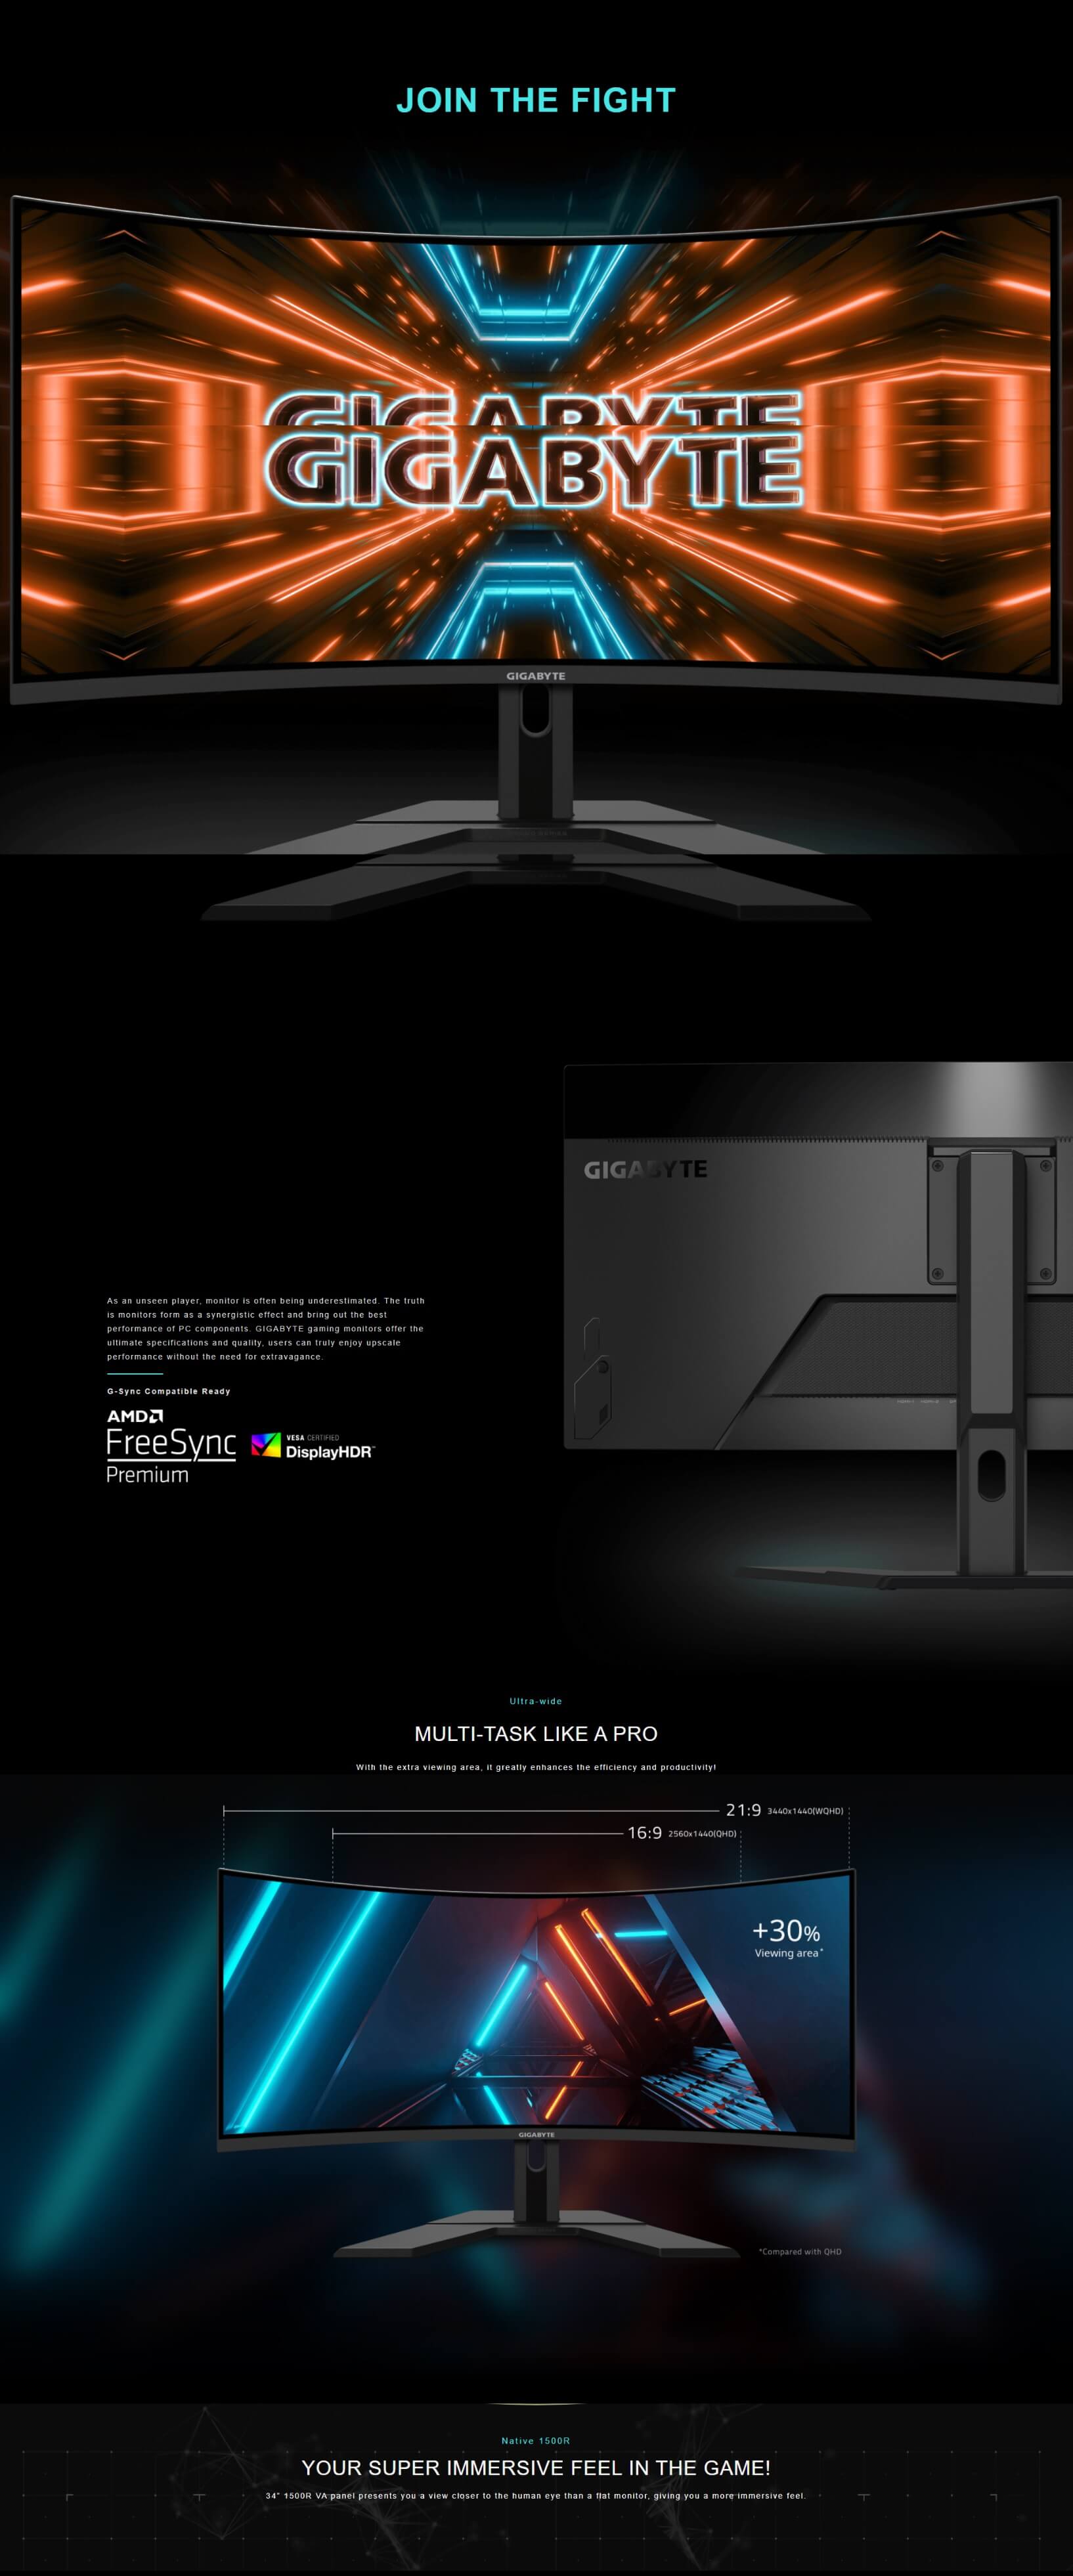 JOIN THE FIGHT
GIGABYTE
GIGABYTE
GIGABYTE
GIGABYTE
As an unseen player, monitor is often being underestimated. The truth
is monitors form as a synergistic effect and bring out the best
performance of PC components. GIGABYTE gaming monitors offer the
ultimate specifications and quality, users can truly enjoy upscale
performance without the need for extravagance.
G-Sync Compatible Ready
AMD
FreeSync
Premium
VESA CERTIFIED
DisplayHDR™
Ultra-wide
MULTI-TASK LIKE A PRO
With the extra viewing area, it greatly enhances the efficiency and productivity!
21:9 3440x1440(WQHD)
16:9 2560x1440(QHD)
+30%
Viewing area*
GIGABYTE
*Compared with QHD
Native 1500R
YOUR SUPER IMMERSIVE FEEL IN THE GAME!
34" 1500R VA panel presents you a view closer to the human eye than a flat monitor, giving you a more immersive feel.